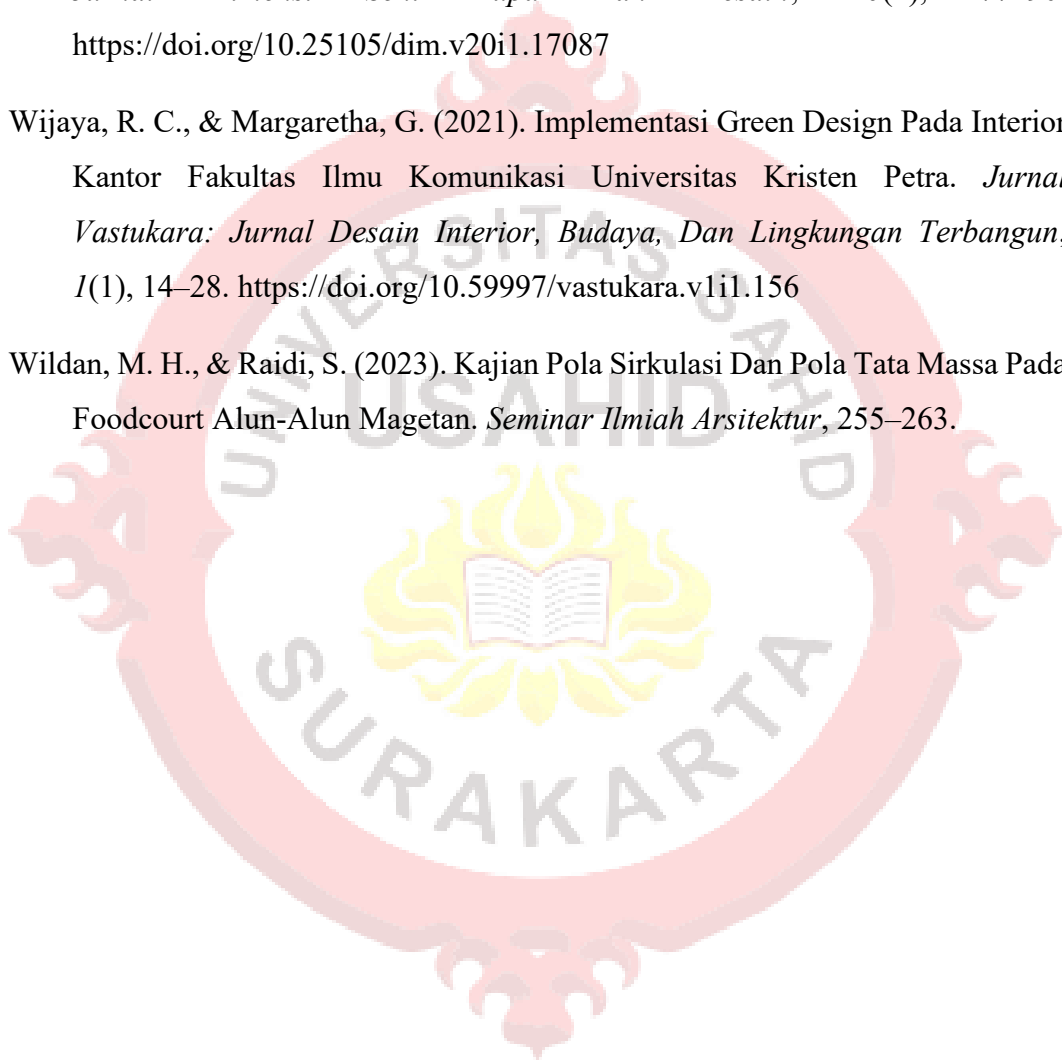 https://doi.org/10.25105/dim.v20i1.17087
Wijaya, R. C., & Margaretha, G. (2021). Implementasi Green Design Pada Interior
Kantor Fakultas Ilmu Komunikasi Universitas Kristen Petra. Jurnal
Vastukara: Jurnal Desain Interior, Budaya, Dan Lingkungan Terbangun,
1(1), 14–28. https://doi.org/10.59997/vastukara.v1i1.156
Wildan, M. H., & Raidi, S. (2023). Kajian Pola Sirkulasi Dan Pola Tata Massa Pada
Foodcourt Alun-Alun Magetan. Seminar Ilmiah Arsitektur, 255–263.
UNIVERSITAS SAHID
USAHID
SURAKARTA